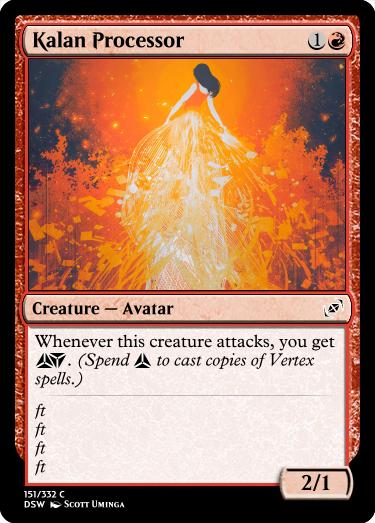 Kalan Processor 1
Creature — Avatar
Whenever this creature attacks, you get
. (Spend to cast copies of Vertex
spells.)
ft
ft
ft
ft
2/1
151/332 C
DSW Scott Uminga